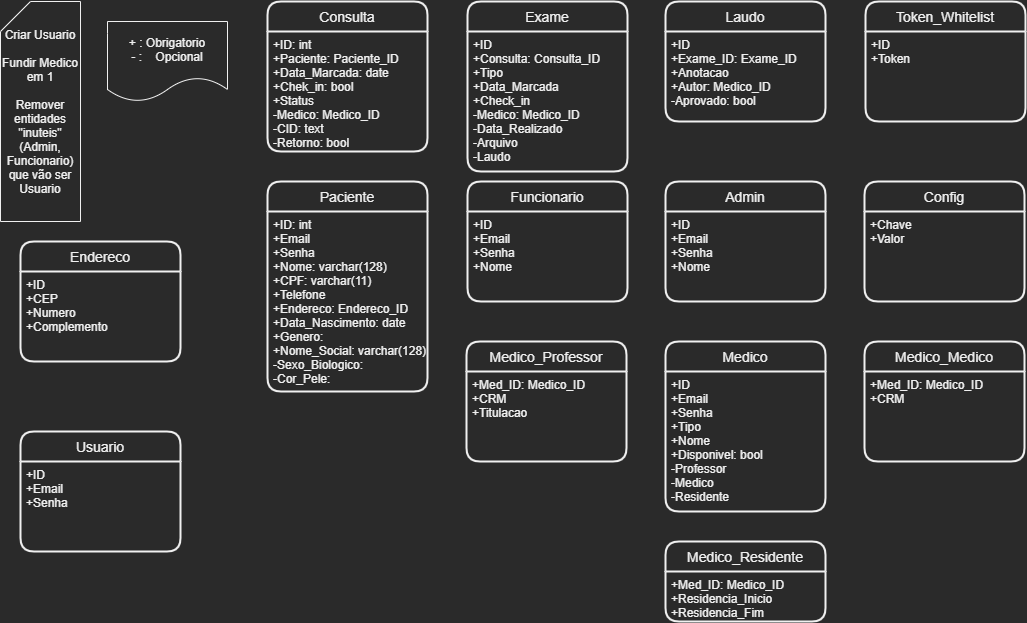 Criar Usuario
Fundir Medico
em 1
Remover
entidades
"inuteis"
(Admin,
Funcionario)
que vão ser
Usuario
+ : Obrigatorio
- : Opcional
Consulta
+ID: int
+Paciente: Paciente_ID
+Data_Marcada: date
+Chek_in: bool
+Status
-Medico: Medico_ID
-CID: text
-Retorno: bool
Exame
+ID
+Consulta: Consulta_ID
+Tipo
+Data_Marcada
+Check_in
-Medico: Medico_ID
-Data_Realizado
-Arquivo
-Laudo
Laudo
+ID
+Exame_ID: Exame_ID
+Anotacao
+Autor: Medico_ID
-Aprovado: bool
Token_Whitelist
+ID
+Token
Endereco
+ID
+CEP
+Numero
+Complemento
Paciente
+ID: int
+Email
+Senha
+Nome: varchar(128)
+CPF: varchar(11)
+Telefone
+Endereco: Endereco_ID
+Data_Nascimento: date
+Genero:
+Nome_Social: varchar(128)
-Sexo_Biologico:
-Cor_Pele:
Funcionario
+ID
+Email
+Senha
+Nome
Admin
+ID
+Email
+Senha
+Nome
Config
+Chave
+Valor
Medico_Professor
+Med_ID: Medico_ID
+CRM
+Titulacao
Medico
+ID
+Email
+Senha
+Tipo
+Nome
+Disponivel: bool
-Professor
-Medico
-Residente
Medico_Medico
+Med_ID: Medico_ID
+CRM
Usuario
+ID
+Email
+Senha
Medico_Residente
+Med_ID: Medico_ID
+Residencia_Inicio
+Residencia_Fim